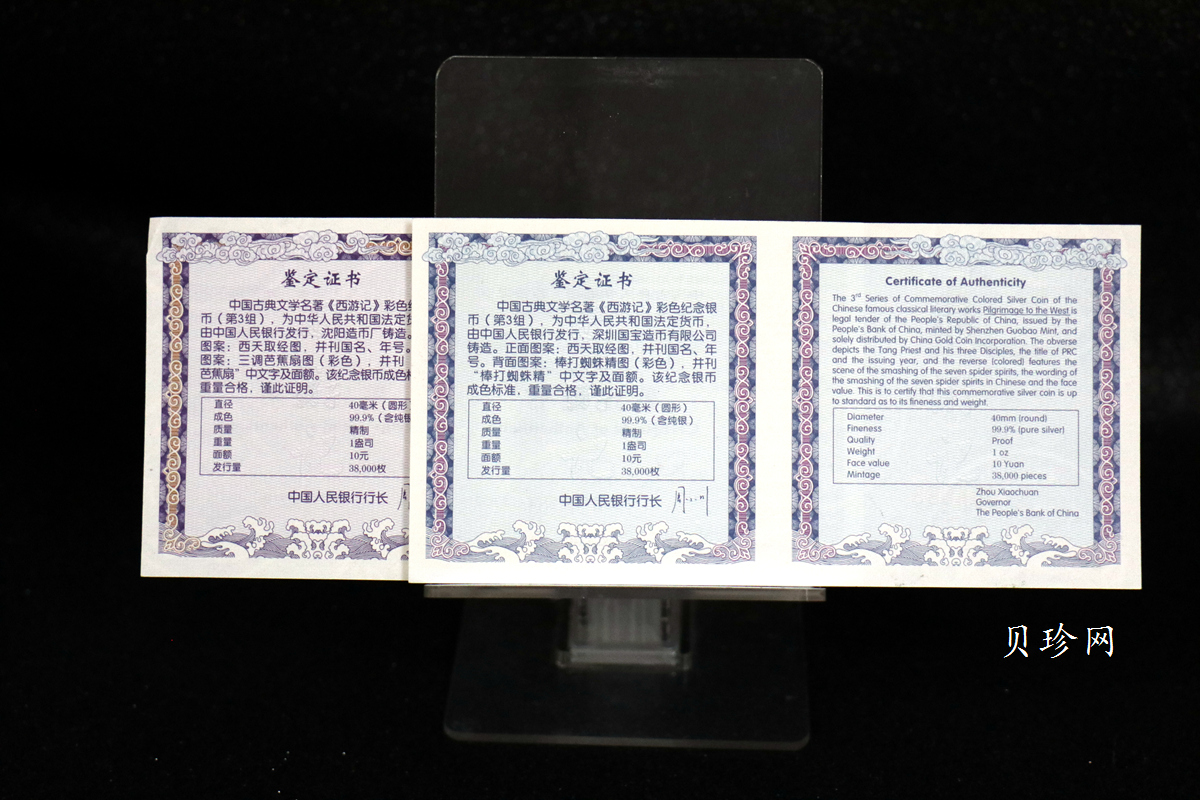 鉴定证书
中国古典文学名著《西游记》彩色纪
币（第3组），为中华人民共和国法定货
由中国人民银行发行，沈阳造币厂铸造。
图案：西天取经图，并刊国名、年号。
图案：三调芭蕉扇图（彩色），并刊
芭蕉扇”中文字及面额。该纪念银币成色
重量合格，谨此证明。
直径 40毫米（圆形
成色 99.9%（含纯银
质量 精制
重量 1盎司
面额 10元
发行量 38,000枚
中国人民银行行长
鉴定证书
中国古典文学名著《西游记》彩色纪念银
币（第3组），为中华人民共和国法定货币，
由中国人民银行发行，深圳国宝造币有限公司
铸造。正面图案：西天取经图，并刊国名、年
号。背面图案：棒打蜘蛛精图（彩色），并刊
“棒打蜘蛛精”中文字及面额。该纪念银币
成色标准，重量合格，谨此证明。
直径 40毫米（圆形）
成色 99.9%（含纯银）
质量 精制
重量 1盎司
面额 10元
发行量 38,000枚
中国人民银行行长
Certificate of Authenticity
The 3rd Series of Commemorative Colored Silver Coin of the
Chinese famous classical literary works Pilgrimage to the West is
legal tender of the People's Republic of China, issued by the
People's Bank of China, minted by Shenzhen Guobao Mint, and
solely distributed by China Gold Coin Incorporation. The obverse
depicts the Tang Priest and his three Disciples, the title of PRC
and the issuing year, and the reverse (colored) features the
scene of the smashing of the seven spider spirits, the wording of
the smashing of the seven spider spirits in Chinese and the face
value. This is to certify that this commemorative silver coin is up
to standard as to its fineness and weight.
Diameter 40mm (round)
Fineness 99.9% (pure silver)
Quality Proof
Weight 1 oz
Face value 10 Yuan
Mintage 38,000 pieces
Zhou Xiaochuan
Governor
The People's Bank of China
贝珍网